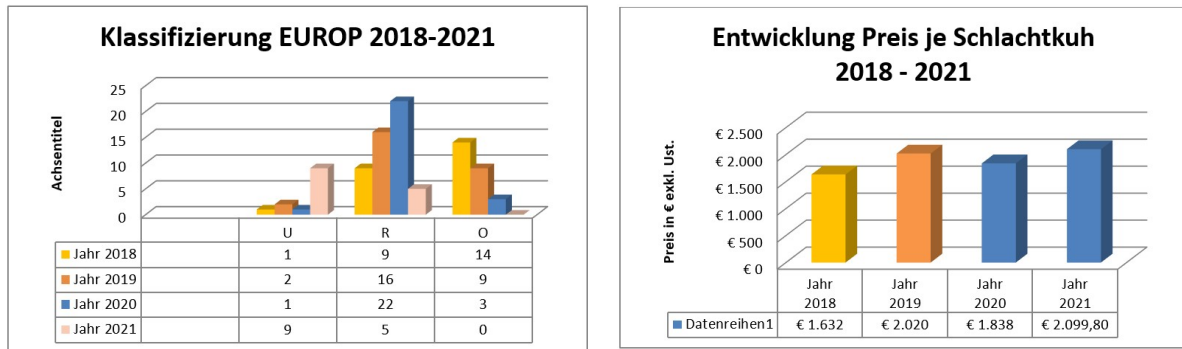 Klassifizierung EUROP 2018-2021
Achsentitel
25
20
15
10
5
0
U R O
Jahr 2018 1 9 14
Jahr 2019 2 16 9
Jahr 2020 1 22 3
Jahr 2021 9 5 0
Entwicklung Preis je Schlachtkuh
2018 - 2021
Preis in € exkl. Ust.
€ 2.500
€ 2.000
€ 1.500
€ 1.000
€ 500
€ 0
Jahr Jahr Jahr Jahr
2018 2019 2020 2021
Datenreihen1 € 1.632 € 2.020 € 1.838 € 2.099,80